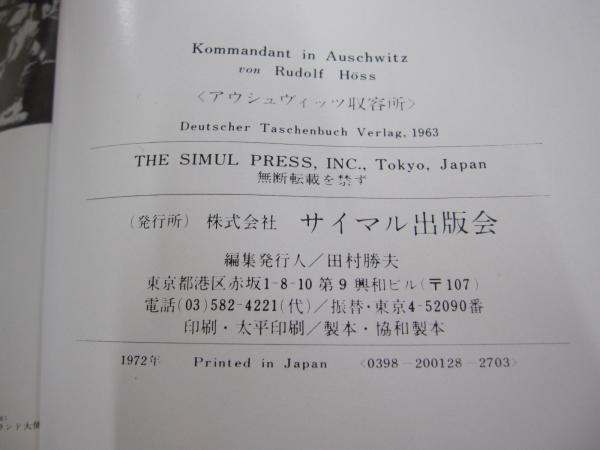 Kommandant in Auschwitz
von Rudolf Höss
〈アウシュヴィッツ収容所〉
Deutscher Taschenbuch Verlag, 1963
THE SIMUL PRESS, INC., Tokyo, Japan
無断転載を禁ず
(発行所) 株式会社 サイマル出版会
編集発行人/田村勝夫
東京都港区赤坂1-8-10 第9興和ビル(〒107)
電話(03)582-4221(代)/振替・東京4-52090番
印刷・太平印刷/製本・協和製本
1972年 Printed in Japan 〈0398-200128-2703〉
ランド大使